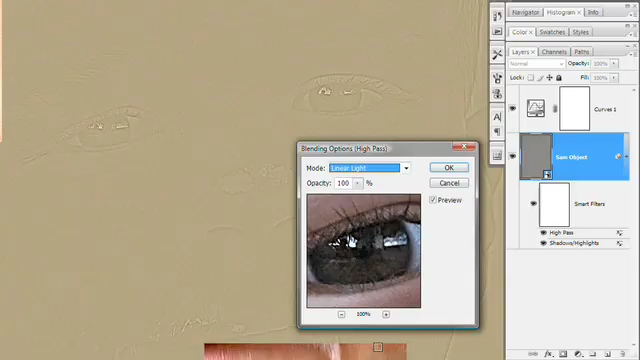 Navigator Histogram Info
Color Swatches Styles
Layers Channels Paths
Normal Opacity: 100%
Lock: Fill: 100%
Curves 1
Sam Object
Smart Filters
High Pass
Shadows/Highlights
Blending Options (High Pass)
Mode: Linear Light OK
Opacity: 100 % Cancel
Preview
100%